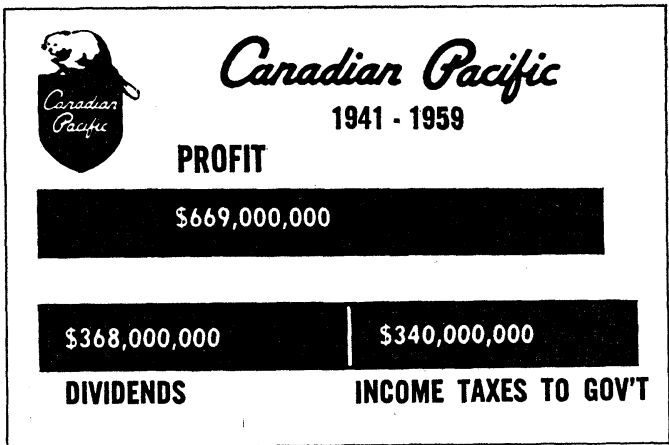 Canadian
Pacific
Canadian Pacific
1941 - 1959
PROFIT
$669,000,000
$368,000,000
$340,000,000
DIVIDENDS
INCOME TAXES TO GOV'T